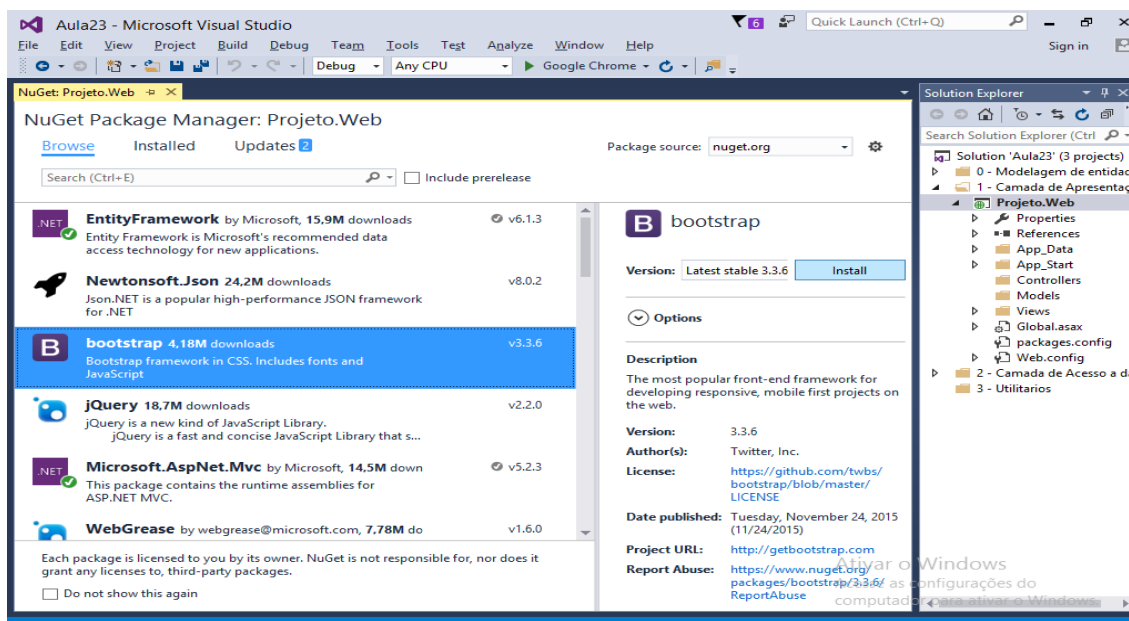 Aula23 - Microsoft Visual Studio
6
Quick Launch (Ctrl+Q)
File Edit View Project Build Debug Team Tools Test Analyze Window Help
Sign in
Debug Any CPU Google Chrome
NuGet: Projeto.Web
NuGet Package Manager: Projeto.Web
Browse Installed Updates 2
Package source: nuget.org
Search (Ctrl+E)
Include prerelease
.NET
EntityFramework by Microsoft, 15,9M downloads
v6.1.3
Entity Framework is Microsoft's recommended data
access technology for new applications.
Newtonsoft.Json 24,2M downloads
v8.0.2
Json.NET is a popular high-performance JSON framework
for .NET
B
bootstrap 4,18M downloads
v3.3.6
Bootstrap framework in CSS. Includes fonts and
JavaScript
jQuery 18,7M downloads
v2.2.0
jQuery is a new kind of JavaScript Library.
jQuery is a fast and concise JavaScript Library that s...
.NET
Microsoft.AspNet.Mvc by Microsoft, 14,5M down
v5.2.3
This package contains the runtime assemblies for
ASP.NET MVC.
WebGrease by webgrease@microsoft.com, 7,78M do
v1.6.0
Each package is licensed to you by its owner. NuGet is not responsible for, nor does it
grant any licenses to, third-party packages.
Do not show this again
B
bootstrap
Version: Latest stable 3.3.6 Install
Options
Description
The most popular front-end framework for
developing responsive, mobile first projects on
the web.
Version: 3.3.6
Author(s): Twitter, Inc.
License: https://github.com/twbs/
bootstrap/blob/master/
LICENSE
Date published: Tuesday, November 24, 2015
(11/24/2015)
Project URL: http://getbootstrap.com
Report Abuse: https://www.nuget.org/
packages/bootstrap/3.3.6/
ReportAbuse
Solution Explorer
Search Solution Explorer (Ctrl
Solution 'Aula23' (3 projects)
0 - Modelagem de entidad
1 - Camada de Apresentaç
Projeto.Web
Properties
References
App_Data
App_Start
Controllers
Models
Views
Global.asax
packages.config
Web.config
2 - Camada de Acesso a da
3 - Utilitarios
Ativar o Windows
as configurações do
computador para ativar o Windows.